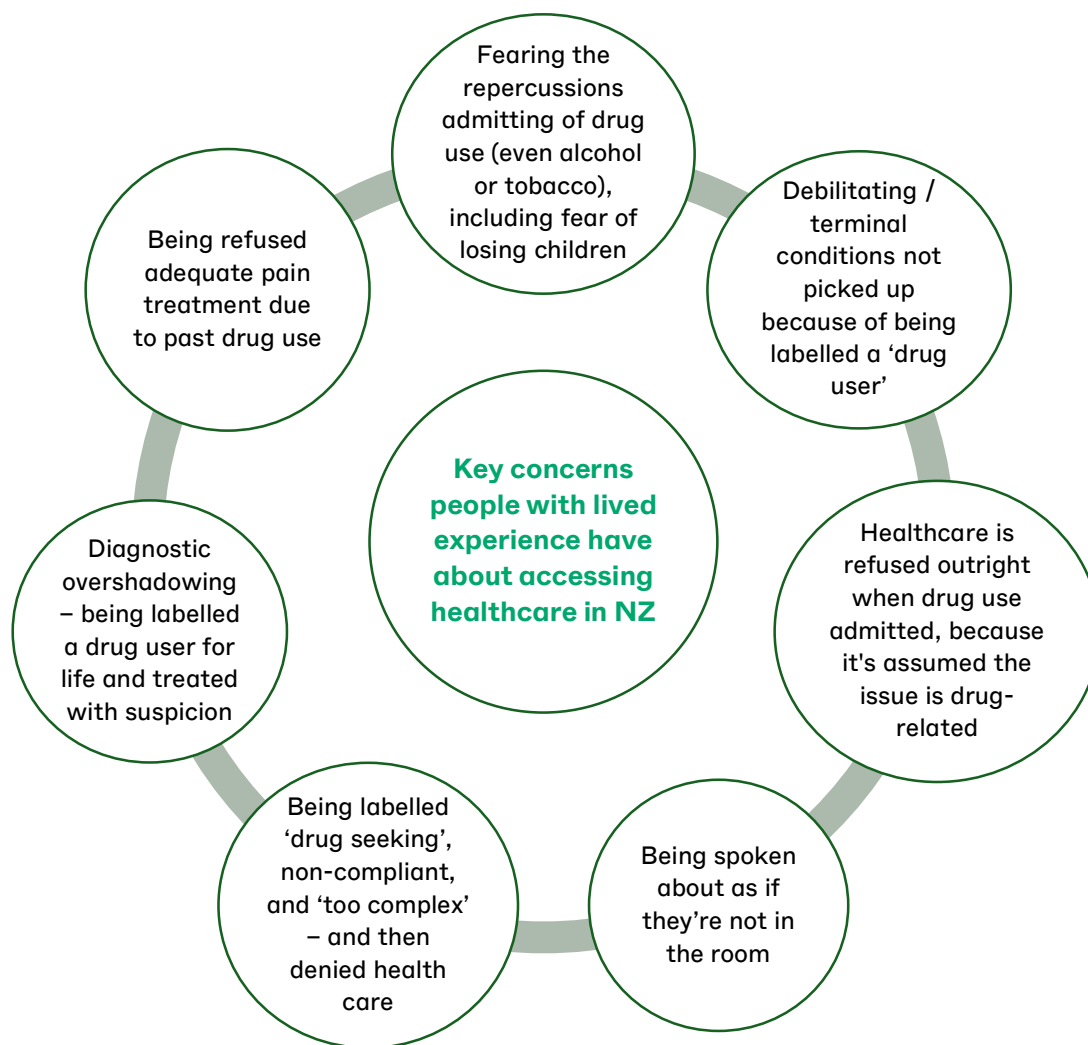 Fearing the
repercussions
admitting of drug
use (even alcohol
or tobacco),
including fear of
losing children
Debilitating /
terminal
conditions not
picked up
because of being
labelled a ‘drug
user’
Healthcare is
refused outright
when drug use
admitted, because
it's assumed the
issue is drug-
related
Being spoken
about as if
they’re not in
the room
Being labelled
‘drug seeking’,
non-compliant,
and ‘too complex’
– and then
denied health
care
Diagnostic
overshadowing
– being labelled
a drug user for
life and treated
with suspicion
Being refused
adequate pain
treatment due
to past drug use
Key concerns
people with lived
experience have
about accessing
healthcare in NZ